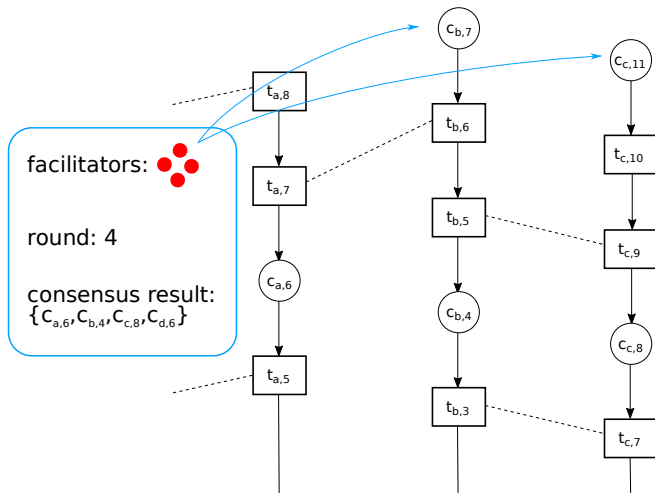 facilitators:
round: 4
consensus result:
{c_a,6,c_b,4,c_c,8,c_d,6}
t_a,8
t_a,7
c_a,6
t_a,5
c_b,7
t_b,6
t_b,5
c_b,4
t_b,3
c_c,11
t_c,10
t_c,9
c_c,8
t_c,7